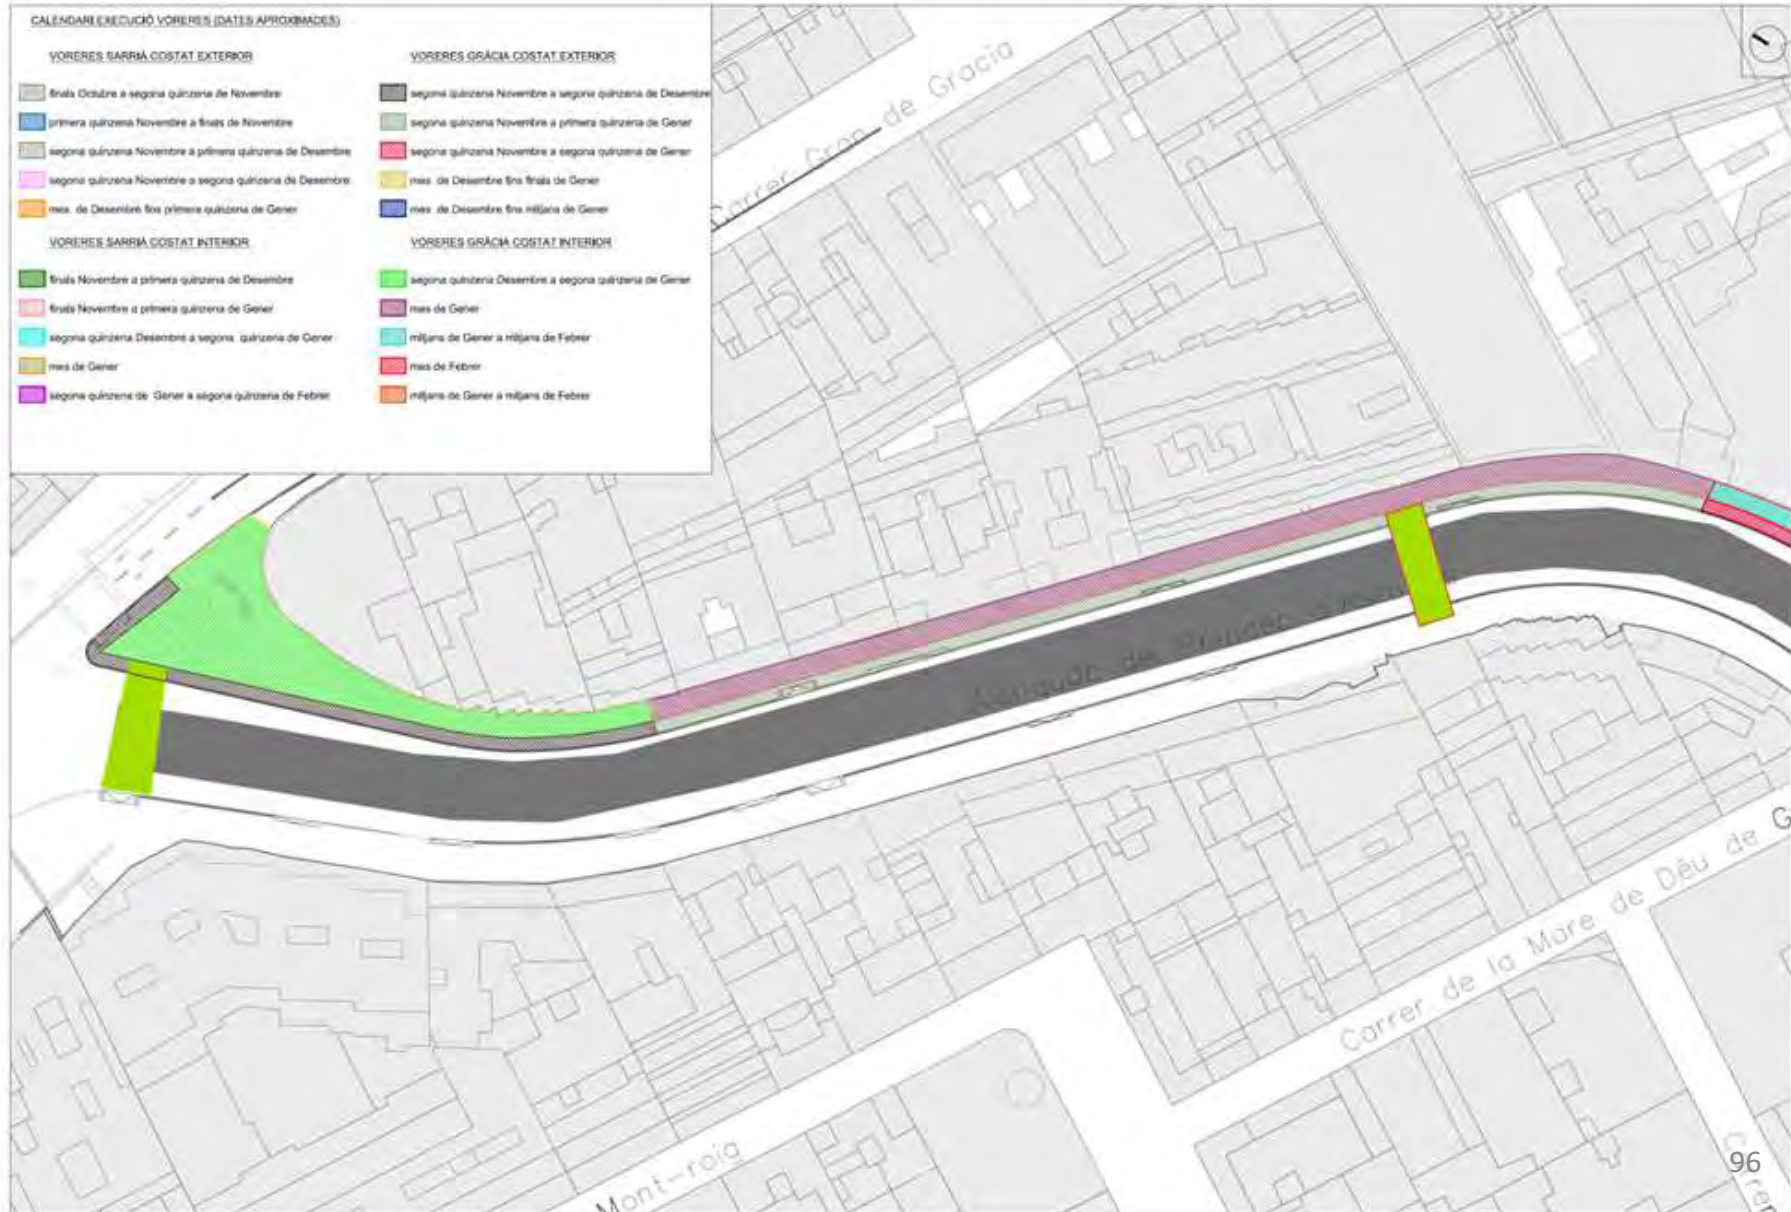 CALENDARI EXECUCIÓ VORERES (DATES APROXIMADES)
VORERES SARRIÀ COSTAT EXTERIOR
finals Octubre a segona quinzena de Novembre
primera quinzena Novembre a finals de Novembre
segona quinzena Novembre a primera quinzena de Desembre
segona quinzena Novembre a segona quinzena de Desembre
mes de Desembre fins primera quinzena de Gener
VORERES SARRIÀ COSTAT INTERIOR
finals Novembre a primera quinzena de Desembre
finals Novembre a primera quinzena de Gener
segona quinzena Desembre a segona quinzena de Gener
mes de Gener
segona quinzena de Gener a segona quinzena de Febrer
VORERES GRÀCIA COSTAT EXTERIOR
segona quinzena Novembre a segona quinzena de Desembre
segona quinzena Novembre a primera quinzena de Gener
segona quinzena Novembre a segona quinzena de Gener
mes de Desembre fins finals de Gener
mes de Desembre fins mitjans de Gener
VORERES GRÀCIA COSTAT INTERIOR
segona quinzena Desembre a segona quinzena de Gener
mes de Gener
mitjans de Gener a mitjans de Febrer
mes de Febrer
mitjans de Gener a mitjans de Febrer
Correr Gran de Gracia
de
Carrer de la Mare de Déu de G
Mont-roig
Carrer
96